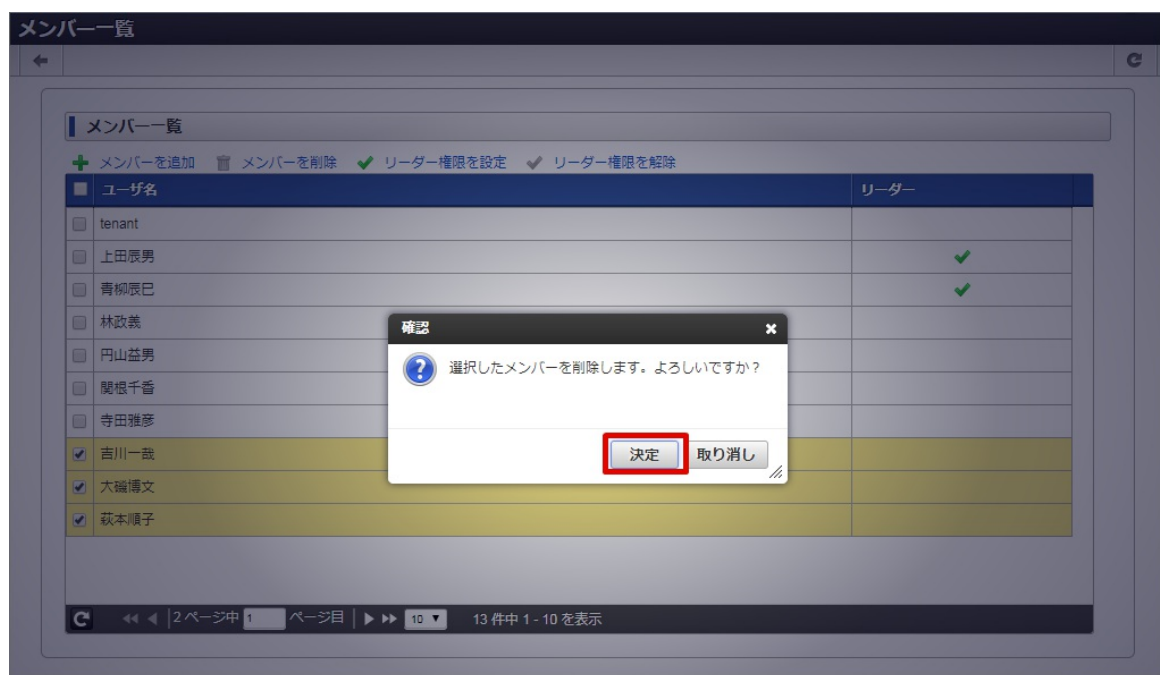 メンバー一覧
メンバー一覧
メンバーを追加 メンバーを削除 リーダー権限を設定 リーダー権限を解除
ユーザ名 リーダー
tenant
上田辰男
青柳辰巳
林政義
円山益男
関根千香
寺田雅彦
吉川一哉
大磯博文
萩本順子
確認
選択したメンバーを削除します。よろしいですか？
決定 取り消し
2 ページ中 1 ページ目 10 13 件中 1 - 10 を表示